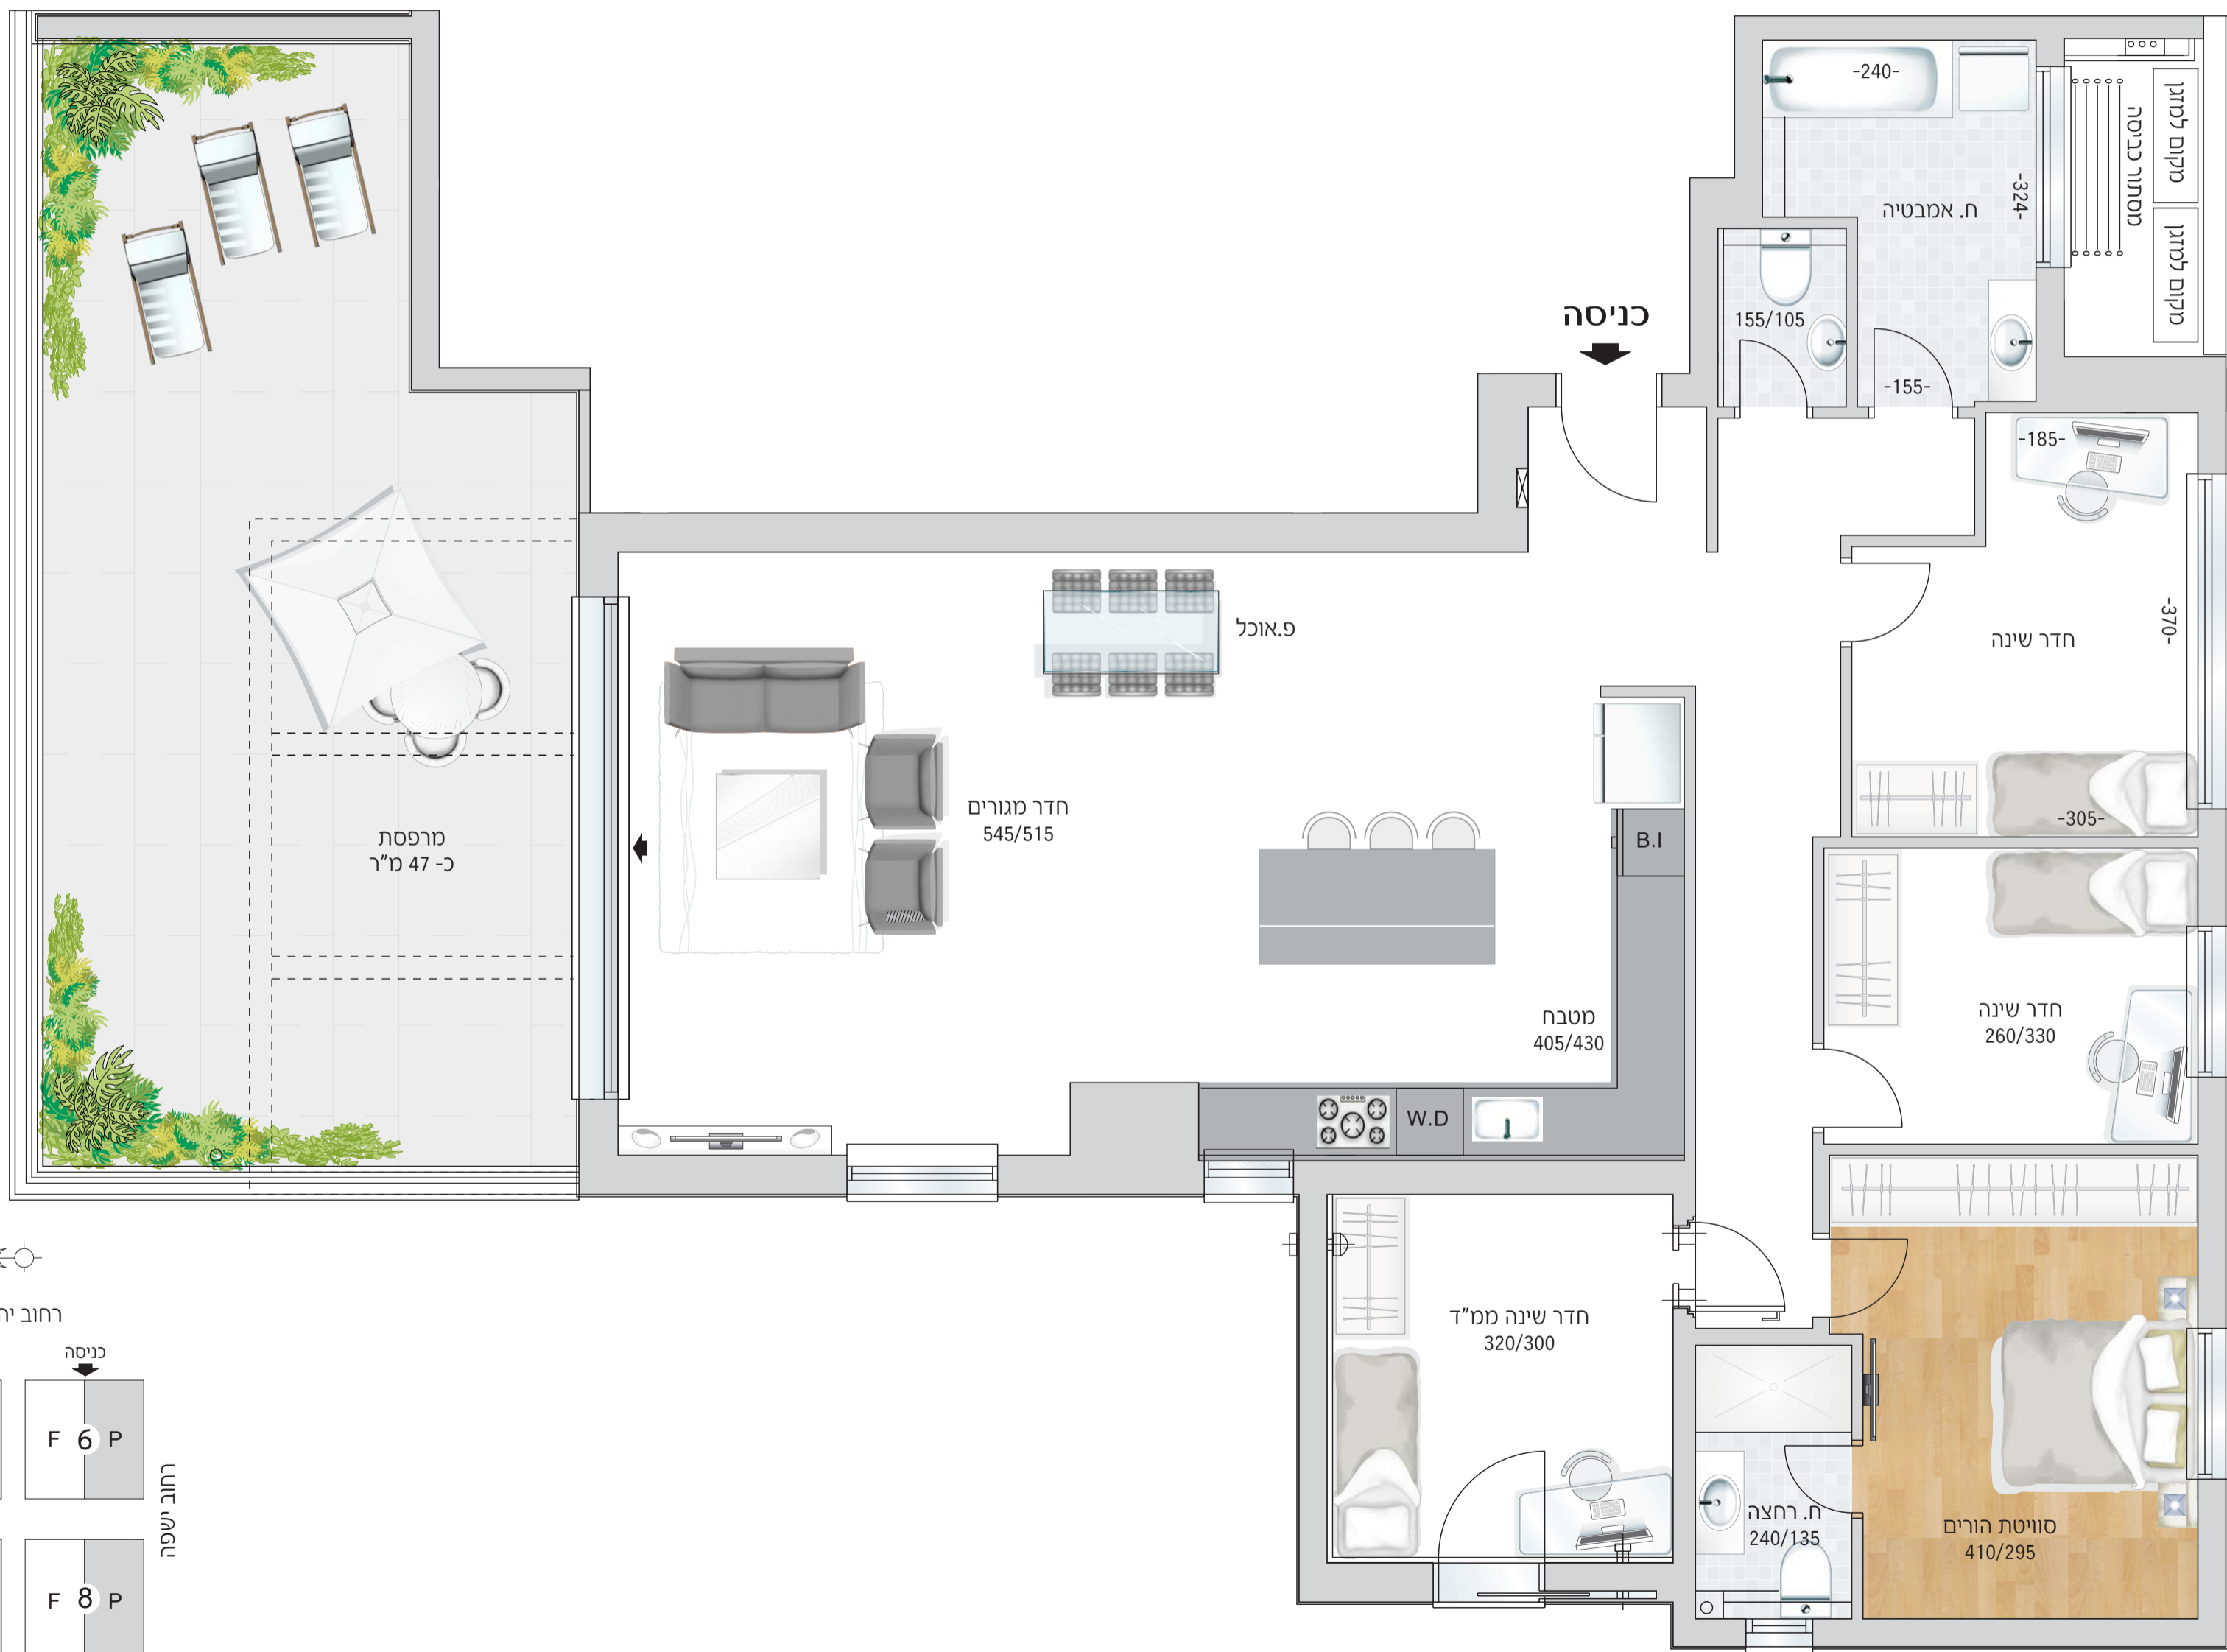 -240-
מקום למזגן
מסתור כביסה
מקום למזגן
-324-
ח. אמבטיה
כניסה
155/105
-155-
-185-
-370-
חדר שינה
-305-
פ.אוכל
חדר מגורים
545/515
מרפסת
כ- 47 מ"ר
B.I
מטבח
405/430
W.D
חדר שינה
260/330
חדר שינה ממ"ד
320/300
ח. רחצה
240/135
סוויטת הורים
410/295
רחוב
כניסה
F 6 P
רחוב ישפה
F 8 P